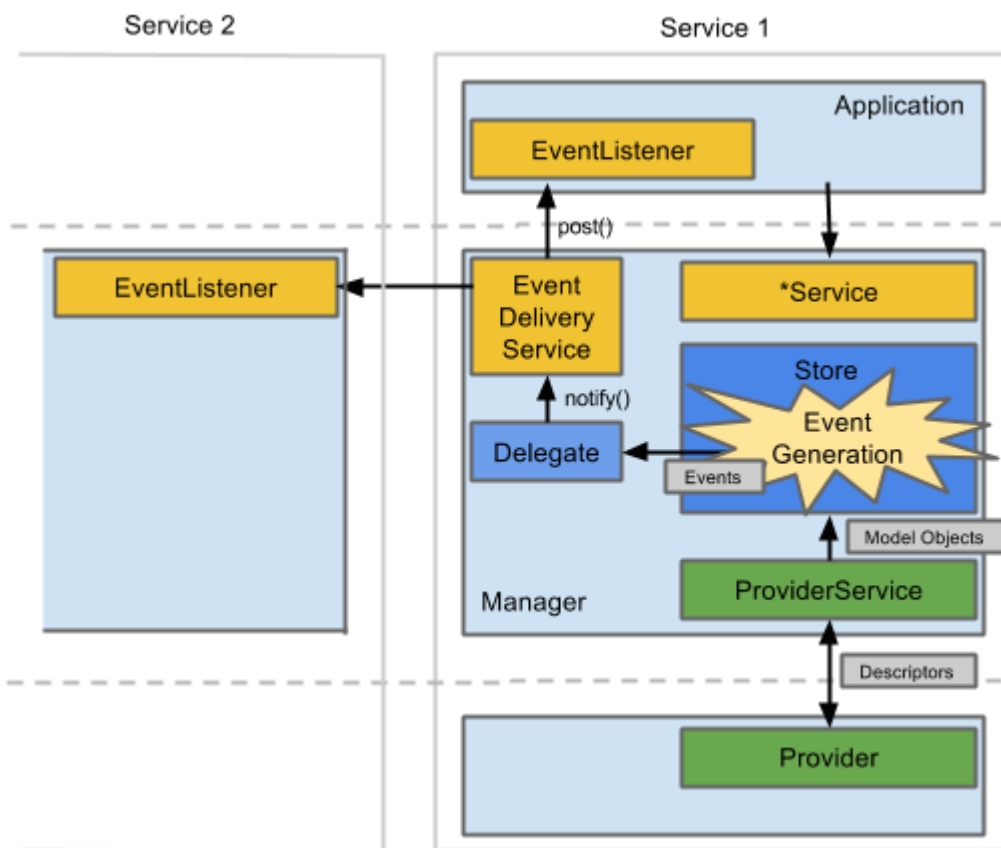 Service 2
Service 1
Application
EventListener
post()
EventListener
Event
Delivery
Service
*Service
Store
notify()
Event
Generation
Delegate
Events
Model Objects
ProviderService
Manager
Descriptors
Provider